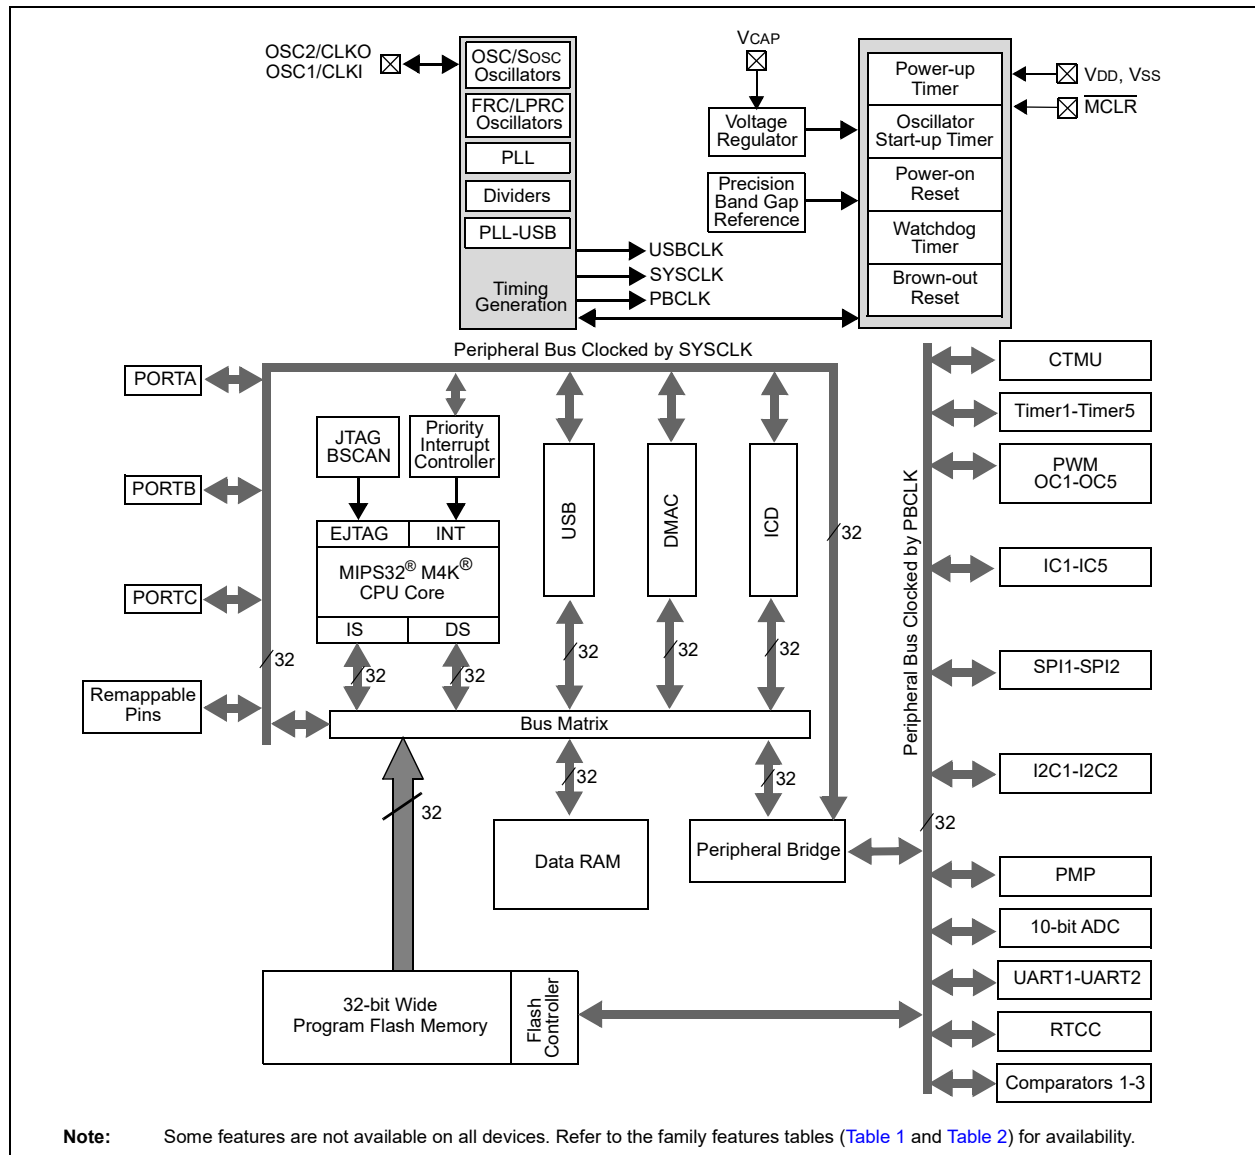 OSC2/CLKO
OSC1/CLKI
OSC/SOSC
Oscillators
FRC/LPRC
Oscillators
PLL
Dividers
PLL-USB
Timing
Generation
USBCLK
SYSCLK
PBCLK
VCAP
Voltage
Regulator
Precision
Band Gap
Reference
Power-up
Timer
Oscillator
Start-up Timer
Power-on
Reset
Watchdog
Timer
Brown-out
Reset
VDD, VSS
MCLR
Peripheral Bus Clocked by SYSCLK
PORTA
PORTB
PORTC
Remappable
Pins
32
JTAG
BSCAN
Priority
Interrupt
Controller
EJTAG
INT
MIPS32® M4K®
CPU Core
IS
DS
32
32
USB
DMAC
ICD
32
32
32
32
Bus Matrix
32
32
32
Data RAM
Peripheral Bridge
32-bit Wide
Program Flash Memory
Flash
Controller
Peripheral Bus Clocked by PBCLK
32
CTMU
Timer1-Timer5
PWM
OC1-OC5
IC1-IC5
SPI1-SPI2
I2C1-I2C2
PMP
10-bit ADC
UART1-UART2
RTCC
Comparators 1-3
Note: Some features are not available on all devices. Refer to the family features tables (Table 1 and Table 2) for availability.